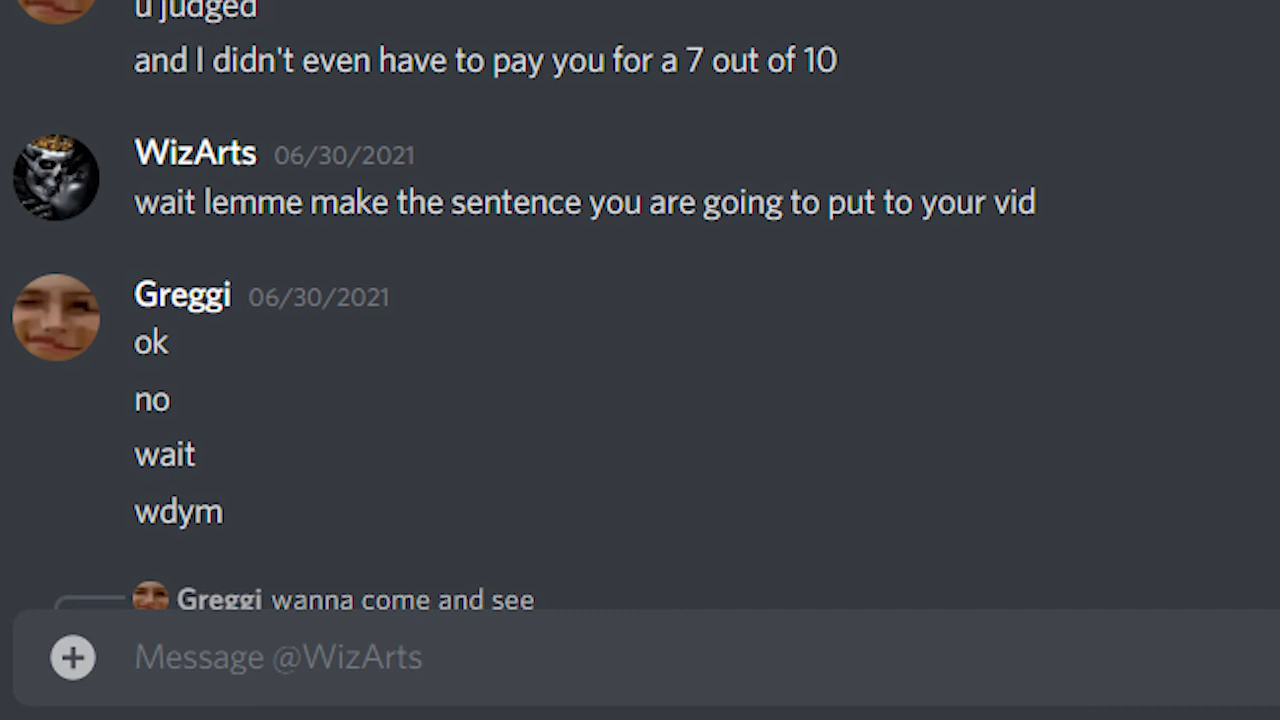 u judged
and I didn't even have to pay you for a 7 out of 10
WizArts 06/30/2021
wait lemme make the sentence you are going to put to your vid
Greggi 06/30/2021
ok
no
wait
wdym
Greggi wanna come and see
Message @WizArts